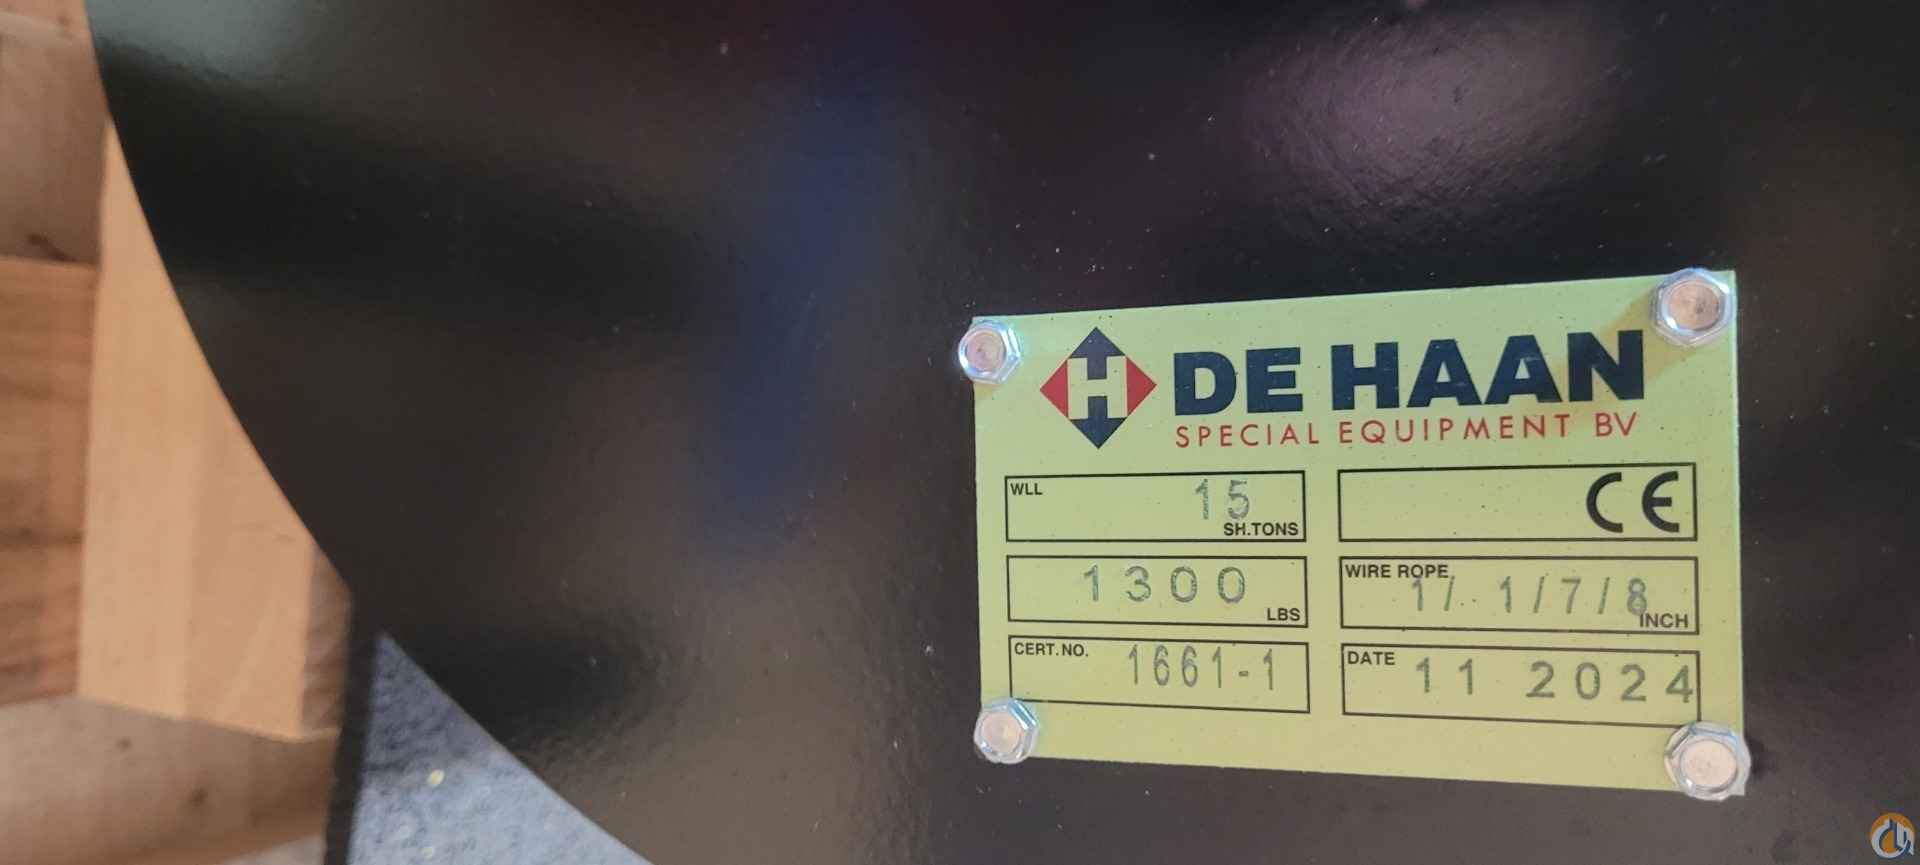 H DE HAAN
SPECIAL EQUIPMENT BV
WLL 15 SH.TONS
CE
1300 LBS
WIRE ROPE 1/ 1/7/8 INCH
CERT.NO. 1661-1
DATE 11 2024